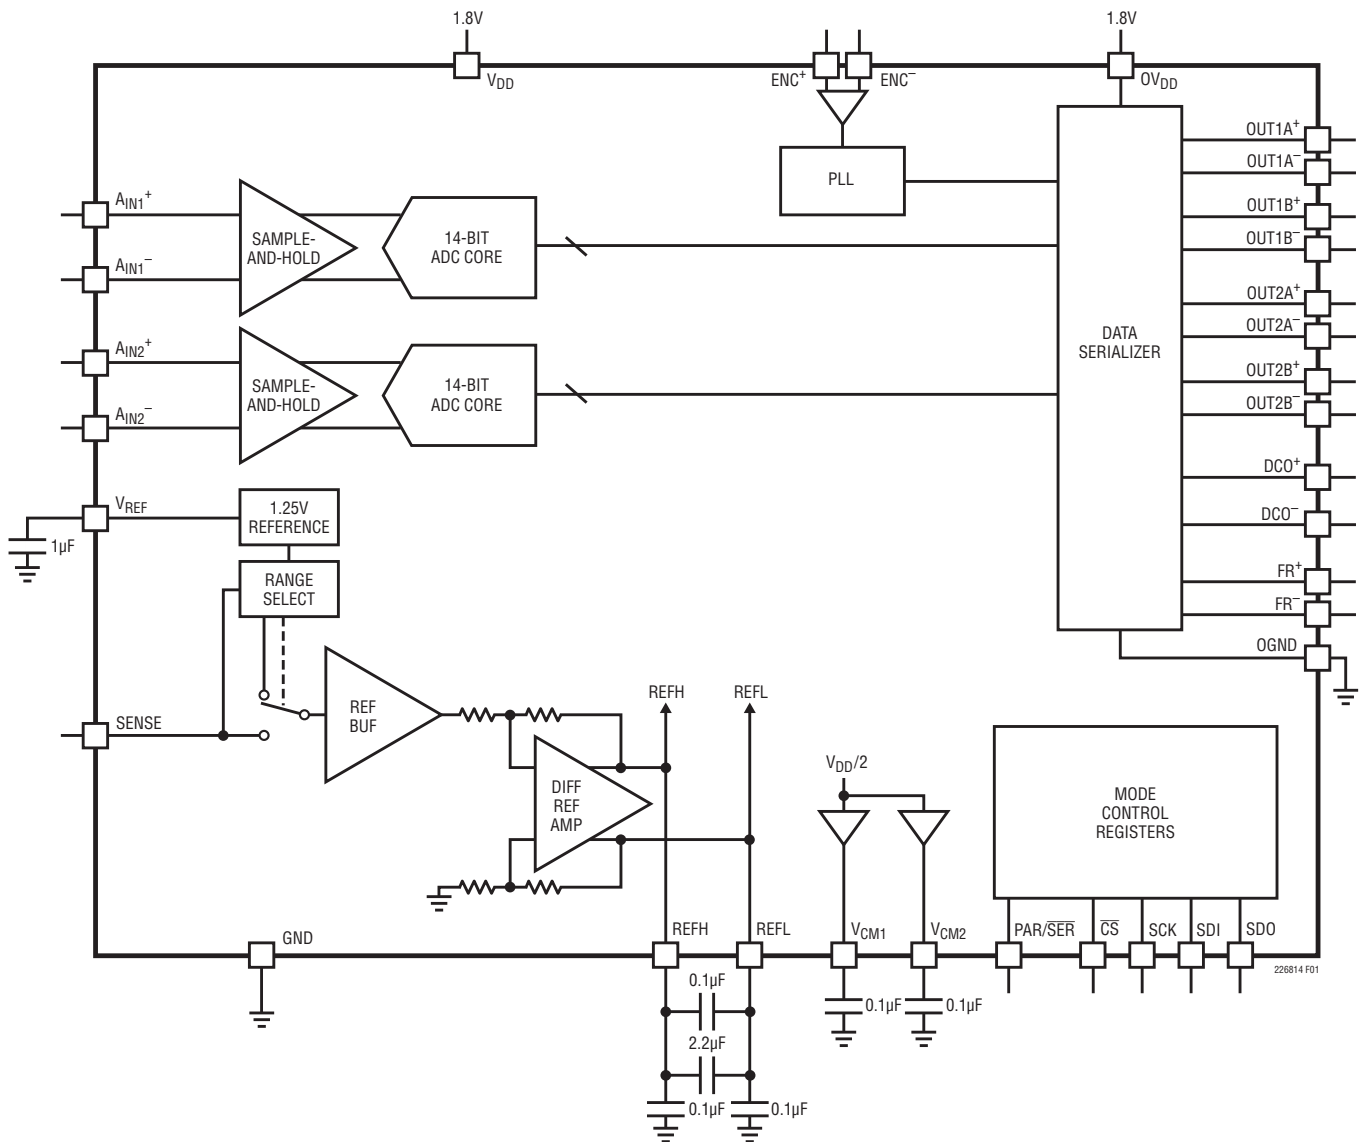 1.8V
1.8V
VDD
ENC+
ENC−
OVDD
OUT1A+
OUT1A−
OUT1B+
OUT1B−
OUT2A+
OUT2A−
OUT2B+
OUT2B−
DCO+
DCO−
FR+
FR−
OGND
PLL
DATA
SERIALIZER
AIN1+
AIN1−
SAMPLE-
AND-HOLD
14-BIT
ADC CORE
AIN2+
AIN2−
SAMPLE-
AND-HOLD
14-BIT
ADC CORE
VREF
1µF
1.25V
REFERENCE
RANGE
SELECT
SENSE
REF
BUF
REFH
REFL
DIFF
REF
AMP
VDD/2
MODE
CONTROL
REGISTERS
GND
REFH
REFL
VCM1
VCM2
PAR/SER
CS
SCK
SDI
SDO
226814 F01
0.1µF
2.2µF
0.1µF
0.1µF
0.1µF
0.1µF